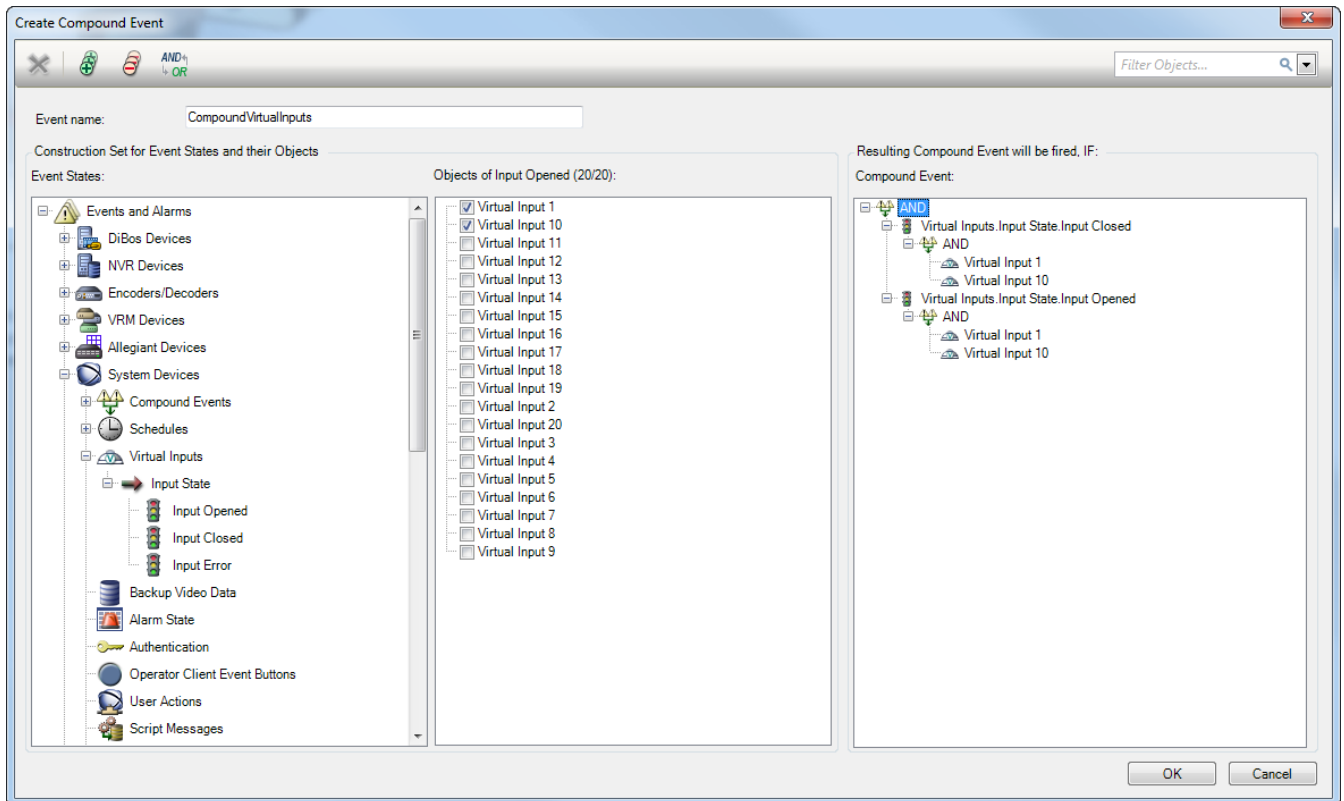 Create Compound Event
AND
OR
Filter Objects...
Event name:
CompoundVirtualInputs
Construction Set for Event States and their Objects
Event States:
Events and Alarms
DiBos Devices
NVR Devices
Encoders/Decoders
VRM Devices
Allegiant Devices
System Devices
Compound Events
Schedules
Virtual Inputs
Input State
Input Opened
Input Closed
Input Error
Backup Video Data
Alarm State
Authentication
Operator Client Event Buttons
User Actions
Script Messages
Objects of Input Opened (20/20):
Virtual Input 1
Virtual Input 10
Virtual Input 11
Virtual Input 12
Virtual Input 13
Virtual Input 14
Virtual Input 15
Virtual Input 16
Virtual Input 17
Virtual Input 18
Virtual Input 19
Virtual Input 2
Virtual Input 20
Virtual Input 3
Virtual Input 4
Virtual Input 5
Virtual Input 6
Virtual Input 7
Virtual Input 8
Virtual Input 9
Resulting Compound Event will be fired, IF:
Compound Event:
AND
Virtual Inputs.Input State.Input Closed
AND
Virtual Input 1
Virtual Input 10
Virtual Inputs.Input State.Input Opened
AND
Virtual Input 1
Virtual Input 10
OK
Cancel